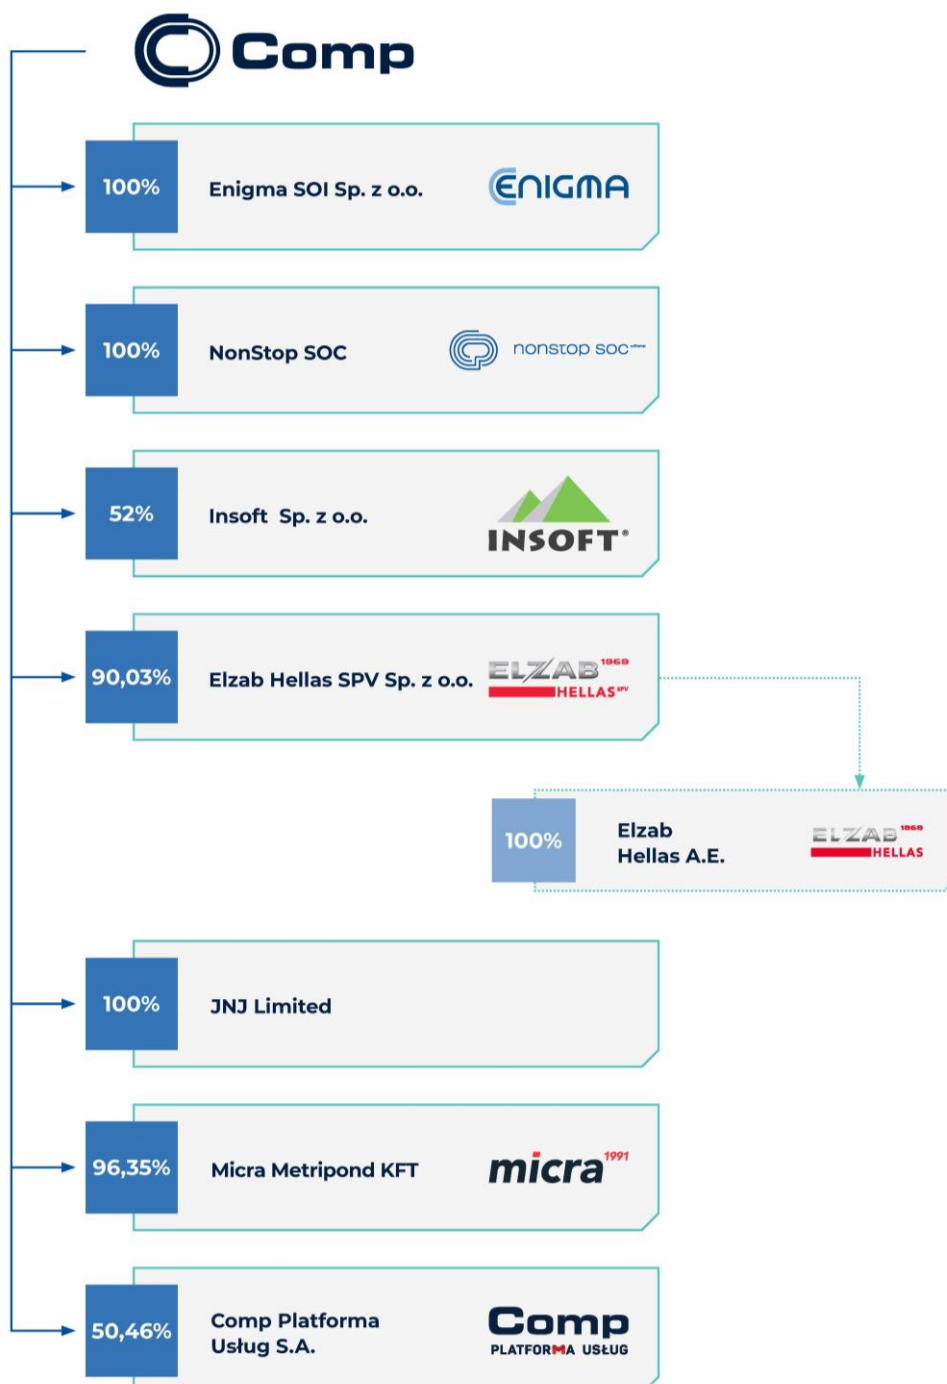 Comp
100%
Enigma SOI Sp. z o.o.
ENIGMA
100%
NonStop SOC
nonstop soc
52%
Insoft Sp. z o.o.
INSOFT®
90,03%
Elzab Hellas SPV Sp. z o.o.
ELZAB 1969
HELLAS SPV
100%
Elzab
Hellas A.E.
ELZAB 1969
HELLAS
100%
JNJ Limited
96,35%
Micra Metripond KFT
micra 1991
50,46%
Comp Platforma
Usług S.A.
Comp
PLATFORMA USŁUG